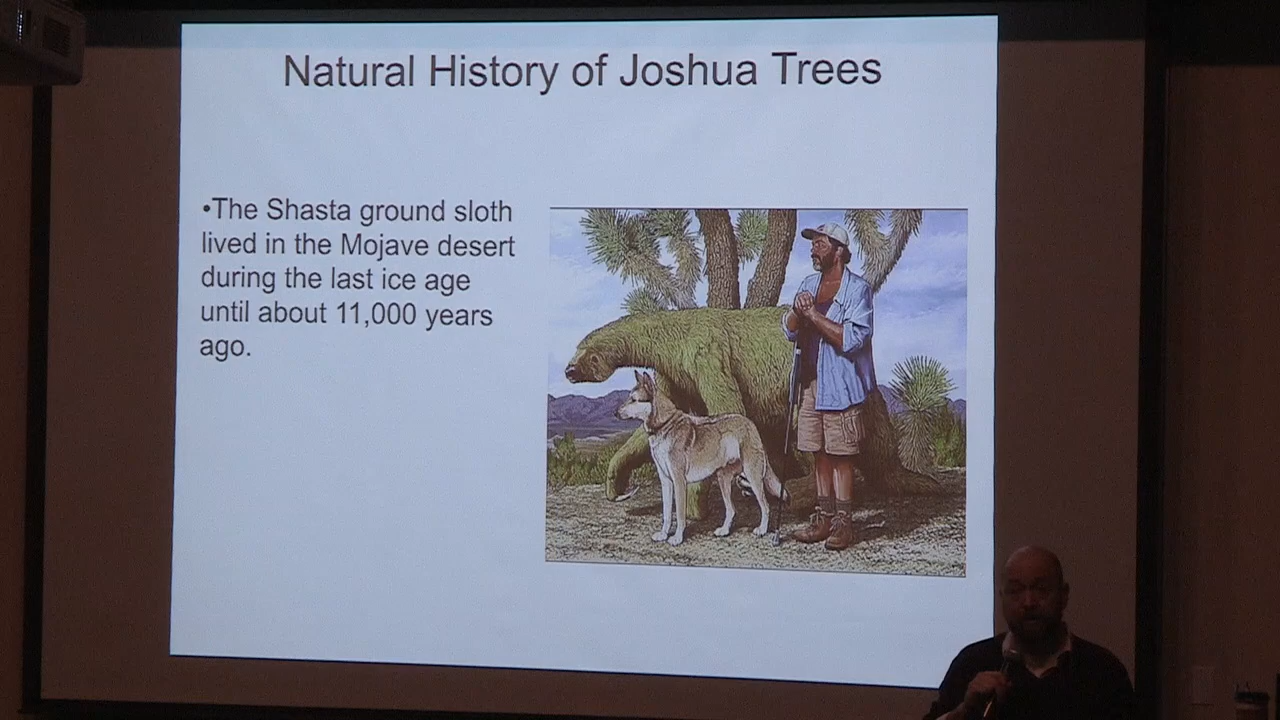 Natural History of Joshua Trees
•The Shasta ground sloth
lived in the Mojave desert
during the last ice age
until about 11,000 years
ago.